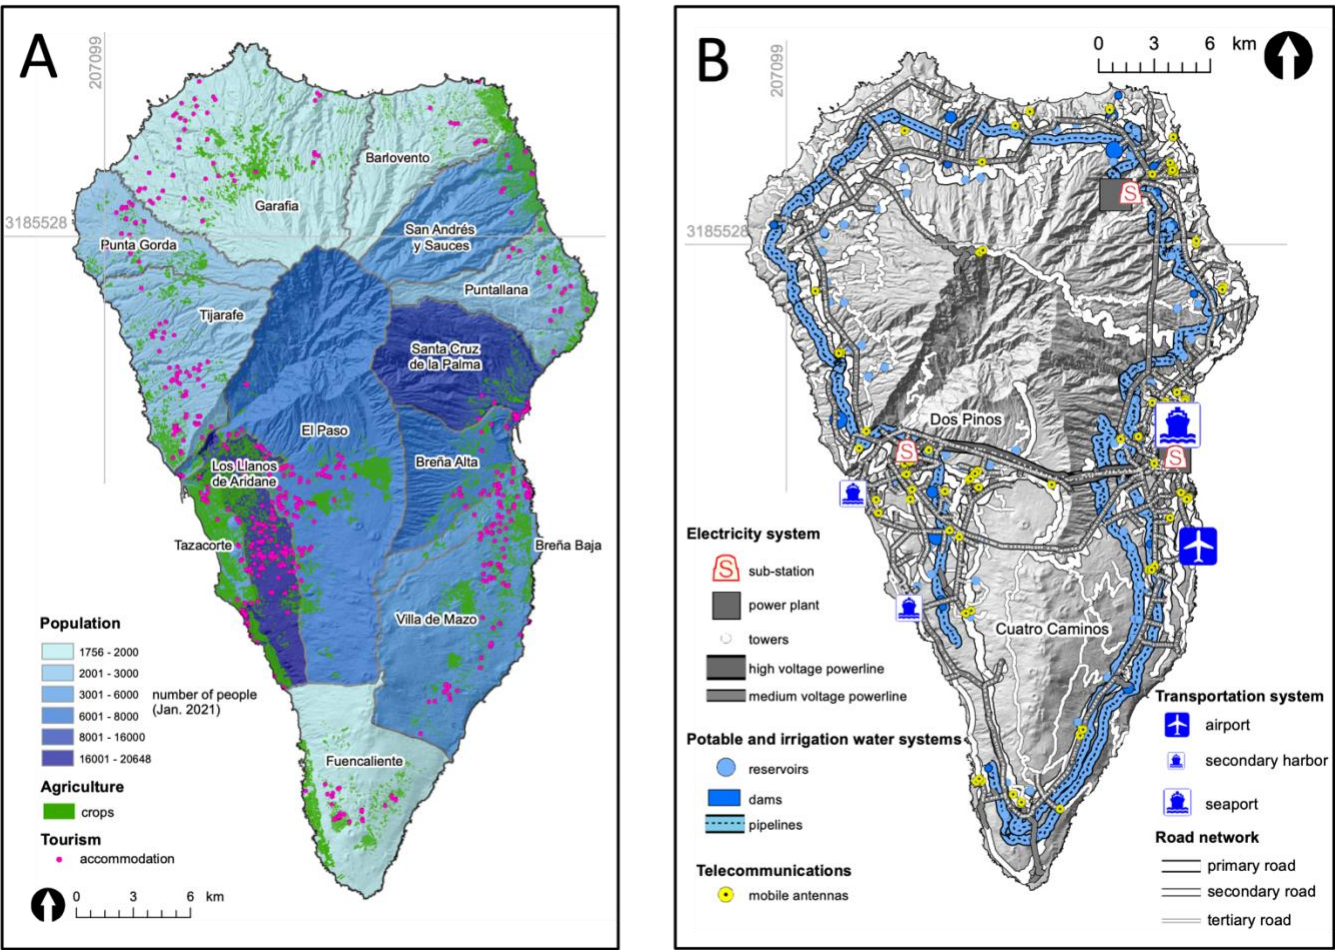 A
207099
3185528
Barlovento
Garafia
San Andrés
y Sauces
Punta Gorda
Puntallana
Tijarafe
Santa Cruz
de la Palma
El Paso
Los Llanos
de Aridane
Breña Alta
Tazacorte
Breña Baja
Villa de Mazo
Fuencaliente
Population
1756 - 2000
2001 - 3000
3001 - 6000
6001 - 8000
8001 - 16000
16001 - 20648
number of people
(Jan. 2021)
Agriculture
crops
Tourism
accommodation
0 3 6 km
B
207099
0 3 6 km
3185528
S
Dos Pinos
S
S
Cuatro Caminos
Electricity system
S sub-station
power plant
towers
high voltage powerline
medium voltage powerline
Potable and irrigation water systems
reservoirs
dams
pipelines
Telecommunications
mobile antennas
Transportation system
airport
secondary harbor
seaport
Road network
primary road
secondary road
tertiary road